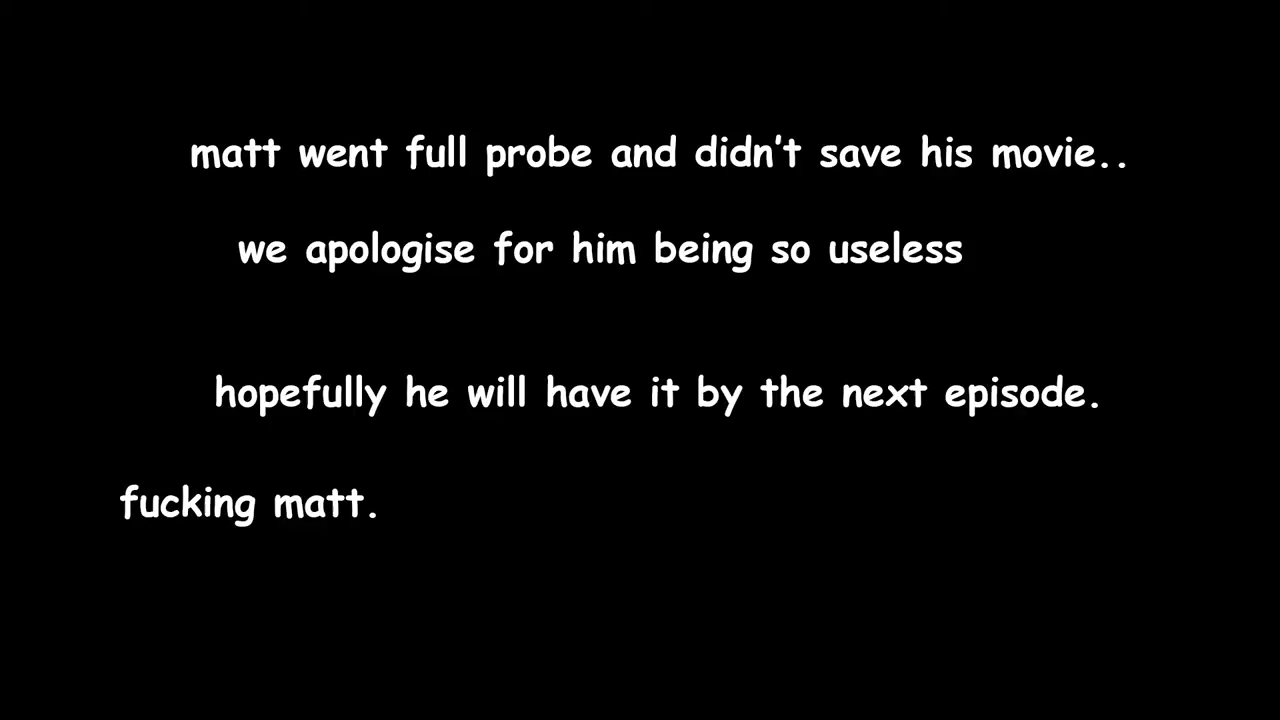 matt went full probe and didn't save his movie..
we apologise for him being so useless
hopefully he will have it by the next episode.
fucking matt.